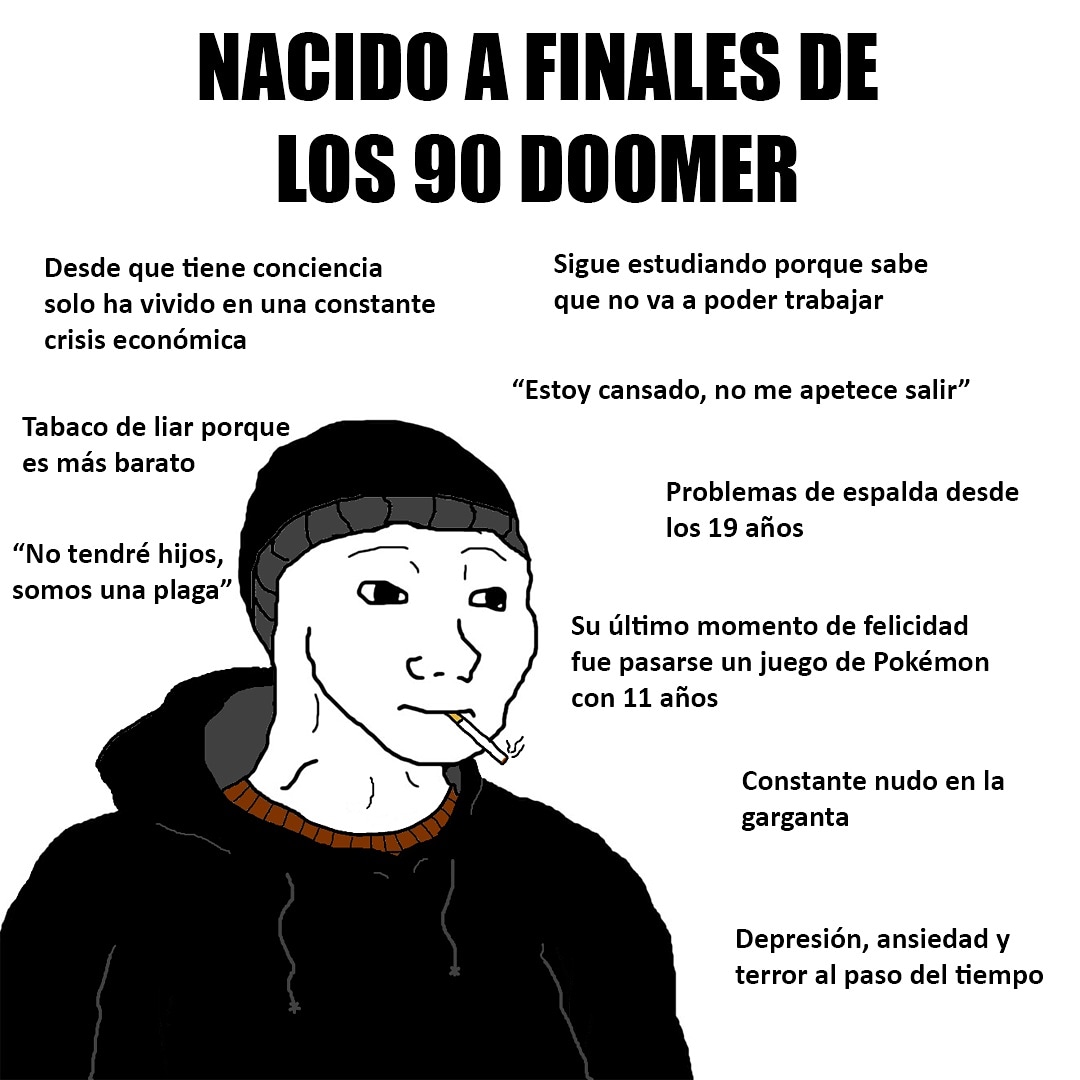 NACIDO A FINALES DE
LOS 90 DOOMER
Desde que tiene conciencia
solo ha vivido en una constante
crisis económica
Sigue estudiando porque sabe
que no va a poder trabajar
“Estoy cansado, no me apetece salir”
Tabaco de liar porque
es más barato
Problemas de espalda desde
los 19 años
“No tendré hijos,
somos una plaga”
Su último momento de felicidad
fue pasarse un juego de Pokémon
con 11 años
Constante nudo en la
garganta
Depresión, ansiedad y
terror al paso del tiempo